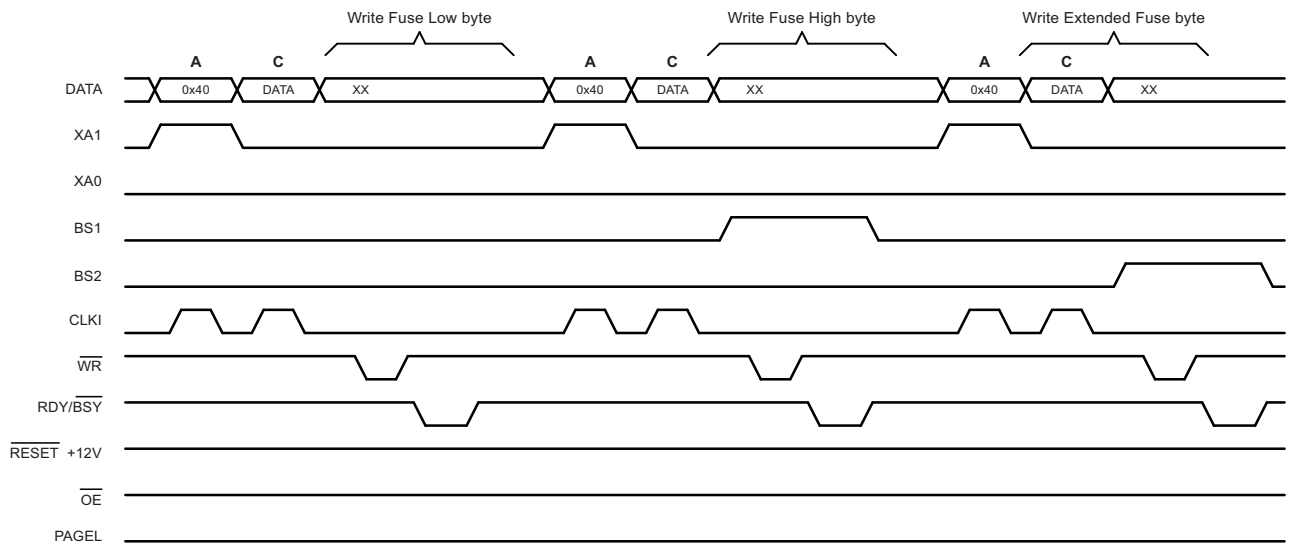 Write Fuse Low byte Write Fuse High byte Write Extended Fuse byte
A C A C A C
DATA 0x40 DATA XX 0x40 DATA XX 0x40 DATA XX
XA1
XA0
BS1
BS2
CLKI
WR
RDY/BSY
RESET +12V
OE
PAGEL